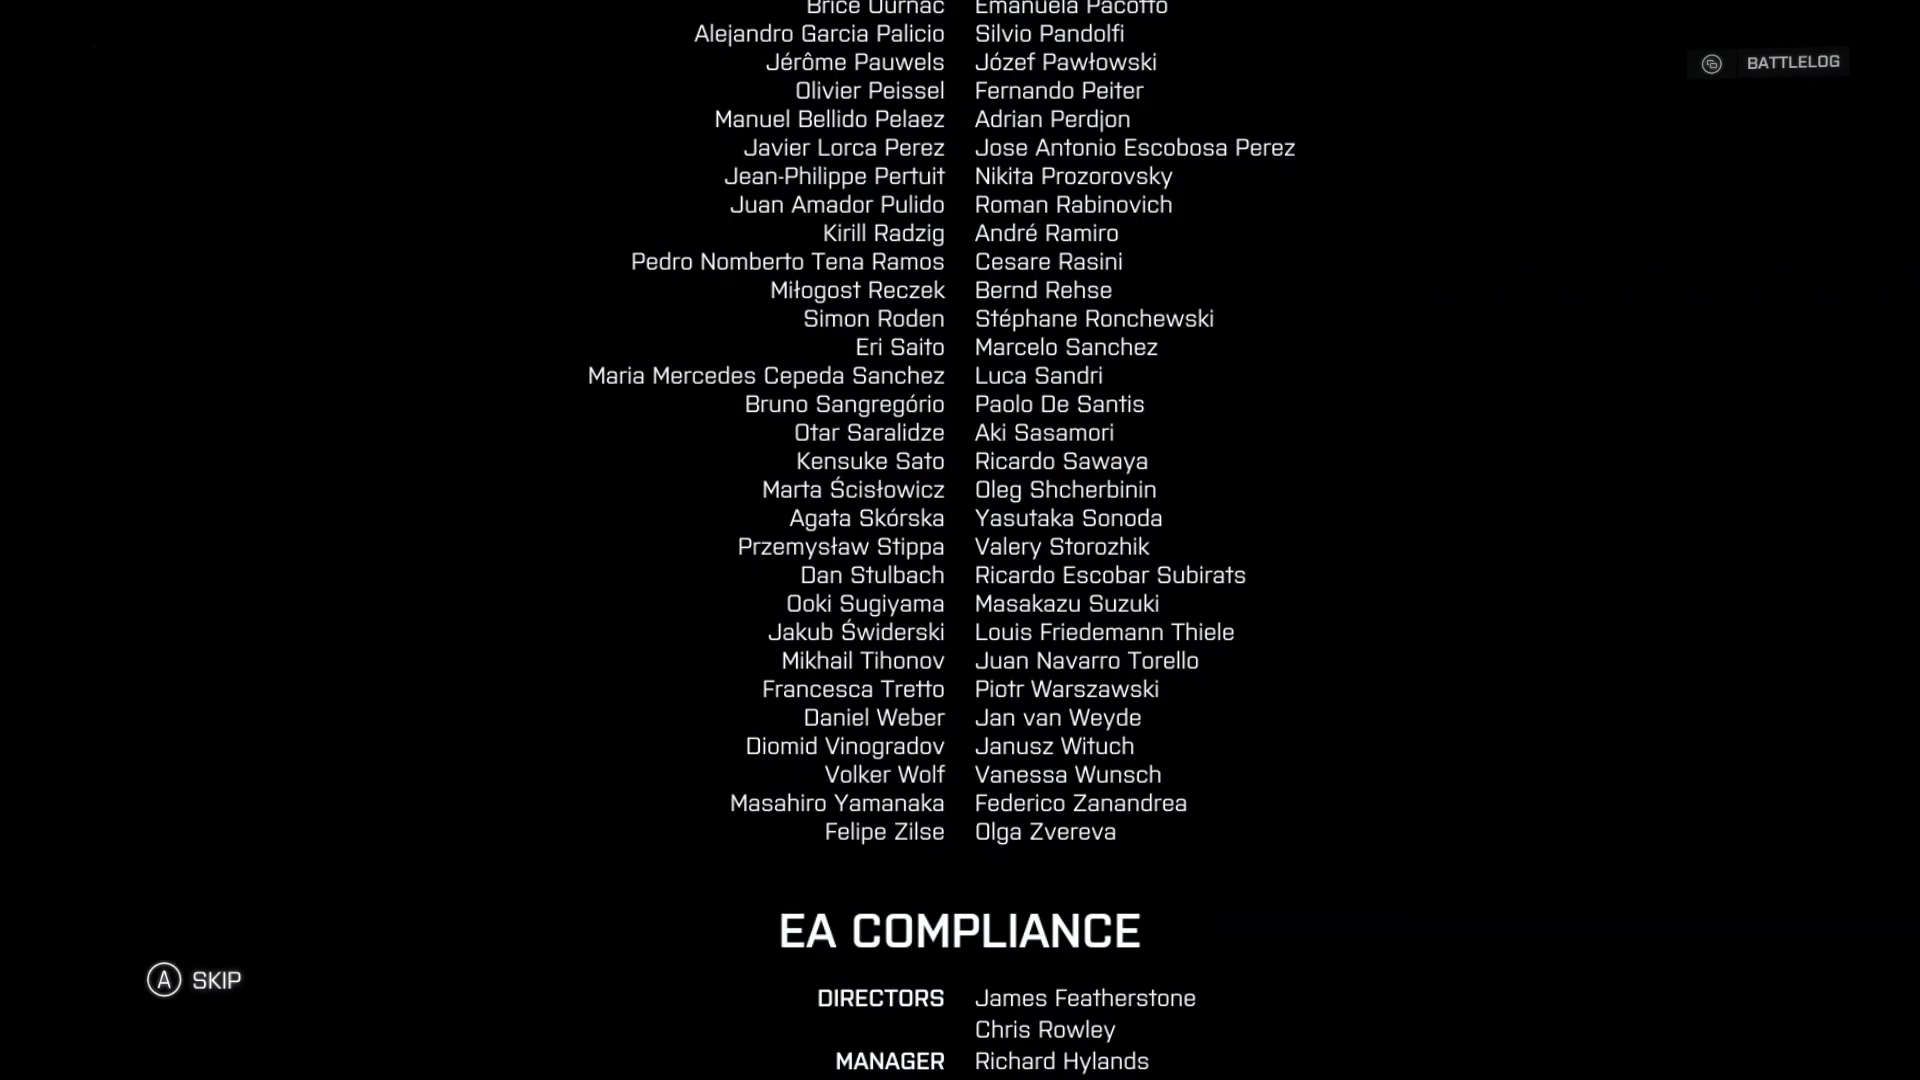 Brice Ournac Emanuela Pacotto
Alejandro Garcia Palicio Silvio Pandolfi
Jérôme Pauwels Józef Pawłowski
BATTLELOG
Olivier Peissel Fernando Peiter
Manuel Bellido Pelaez Adrian Perdjon
Javier Lorca Perez Jose Antonio Escobosa Perez
Jean-Philippe Pertuit Nikita Prozorovsky
Juan Amador Pulido Roman Rabinovich
Kirill Radzig André Ramiro
Pedro Nomberto Tena Ramos Cesare Rasini
Miłogost Reczek Bernd Rehse
Simon Roden Stéphane Ronchewski
Eri Saito Marcelo Sanchez
Maria Mercedes Cepeda Sanchez Luca Sandri
Bruno Sangregório Paolo De Santis
Otar Saralidze Aki Sasamori
Kensuke Sato Ricardo Sawaya
Marta Ścisłowicz Oleg Shcherbinin
Agata Skórska Yasutaka Sonoda
Przemysław Stippa Valery Storozhik
Dan Stulbach Ricardo Escobar Subirats
Ooki Sugiyama Masakazu Suzuki
Jakub Świderski Louis Friedemann Thiele
Mikhail Tihonov Juan Navarro Torello
Francesca Tretto Piotr Warszawski
Daniel Weber Jan van Weyde
Diomid Vinogradov Janusz Wituch
Volker Wolf Vanessa Wunsch
Masahiro Yamanaka Federico Zanandrea
Felipe Zilse Olga Zvereva
EA COMPLIANCE
A SKIP
DIRECTORS James Featherstone
Chris Rowley
MANAGER Richard Hylands